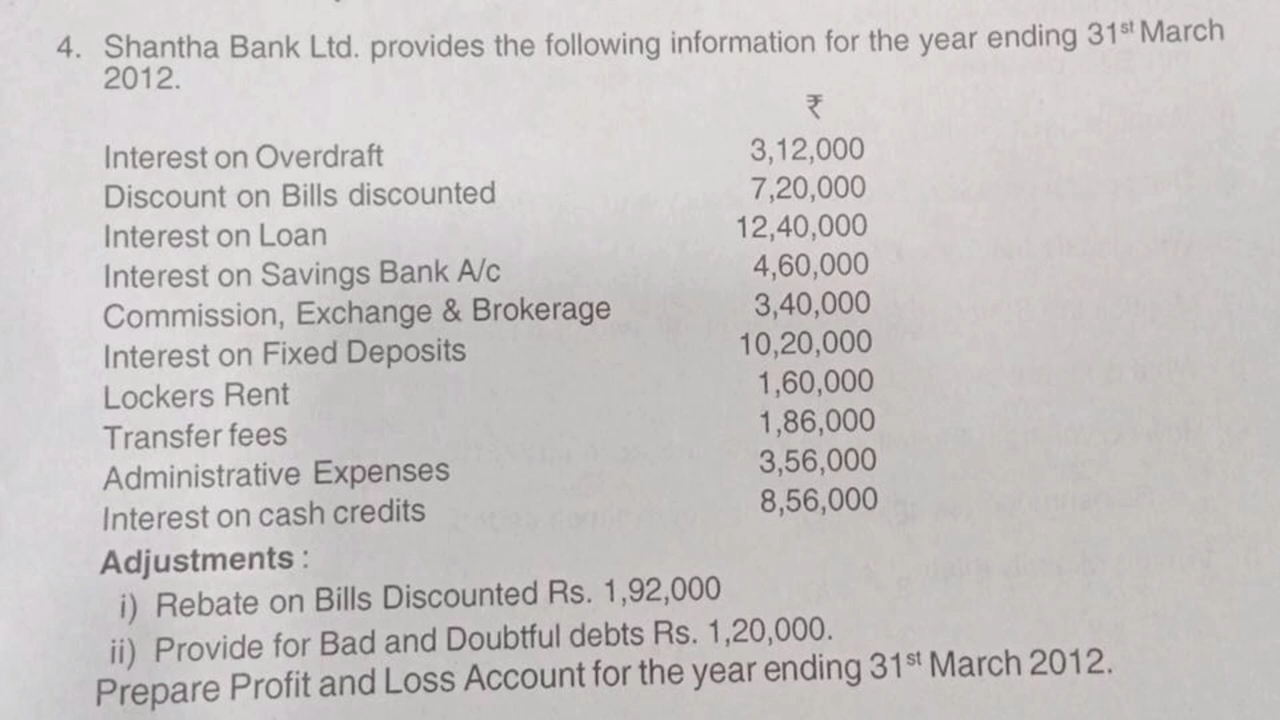 4. Shantha Bank Ltd. provides the following information for the year ending 31st March
2012.
₹
Interest on Overdraft 3,12,000
Discount on Bills discounted 7,20,000
Interest on Loan 12,40,000
Interest on Savings Bank A/c 4,60,000
Commission, Exchange & Brokerage 3,40,000
Interest on Fixed Deposits 10,20,000
Lockers Rent 1,60,000
Transfer fees 1,86,000
Administrative Expenses 3,56,000
Interest on cash credits 8,56,000
Adjustments :
i) Rebate on Bills Discounted Rs. 1,92,000
ii) Provide for Bad and Doubtful debts Rs. 1,20,000.
Prepare Profit and Loss Account for the year ending 31st March 2012.